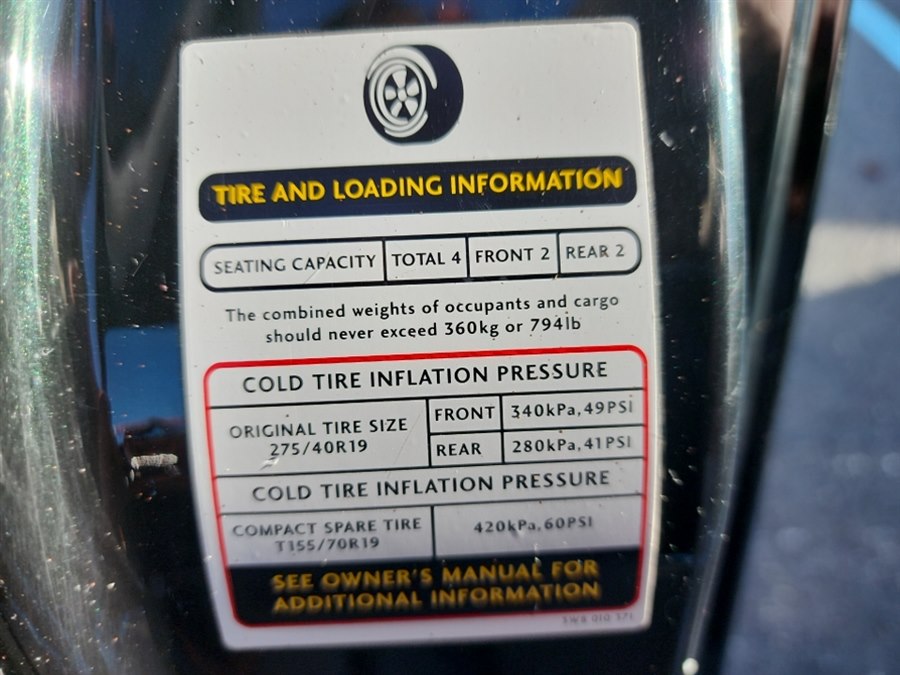 TIRE AND LOADING INFORMATION
SEATING CAPACITY TOTAL 4 FRONT 2 REAR 2
The combined weights of occupants and cargo
should never exceed 360kg or 794lb
COLD TIRE INFLATION PRESSURE
ORIGINAL TIRE SIZE
275/40R19
FRONT 340kPa,49PSI
REAR 280kPa,41PSI
COLD TIRE INFLATION PRESSURE
COMPACT SPARE TIRE
T155/70R19
420kPa,60PSI
SEE OWNER'S MANUAL FOR
ADDITIONAL INFORMATION